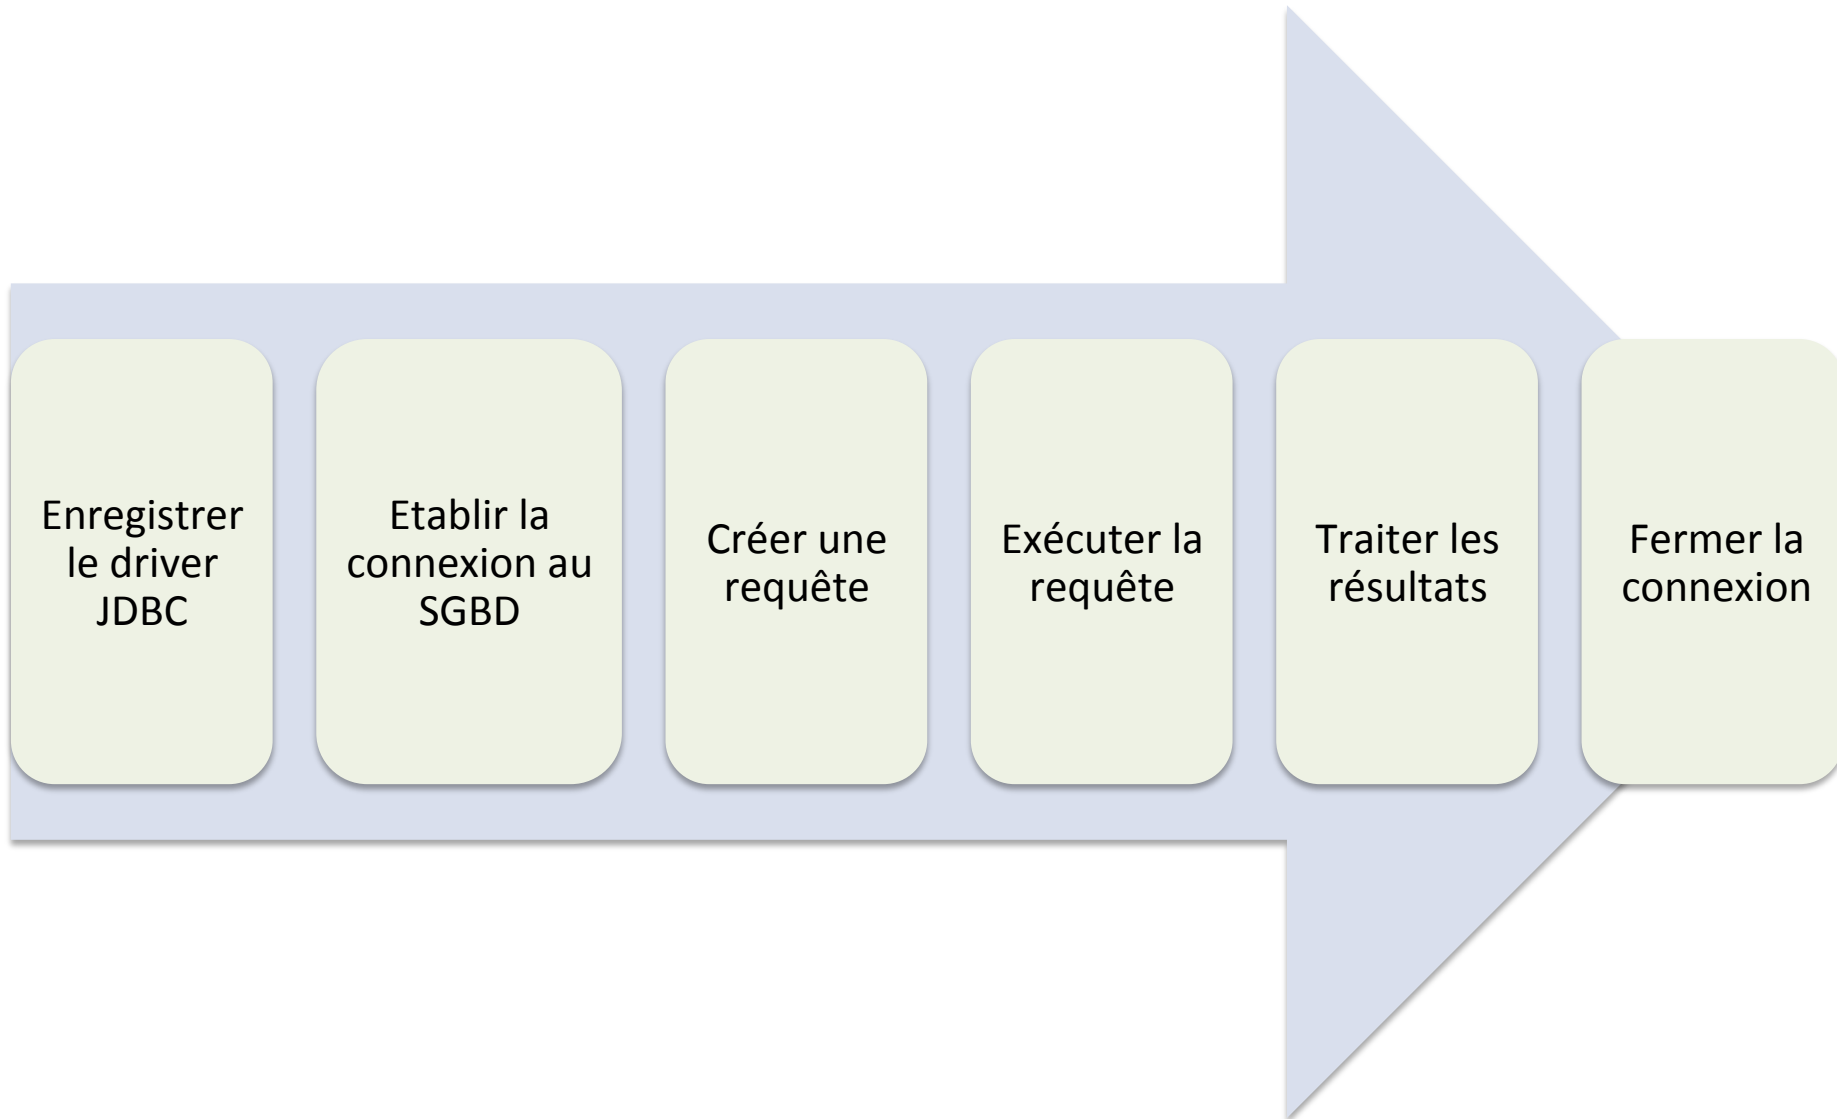 Enregistrer
le driver
JDBC
Etablir la
connexion au
SGBD
Créer une
requête
Exécuter la
requête
Traiter les
résultats
Fermer la
connexion